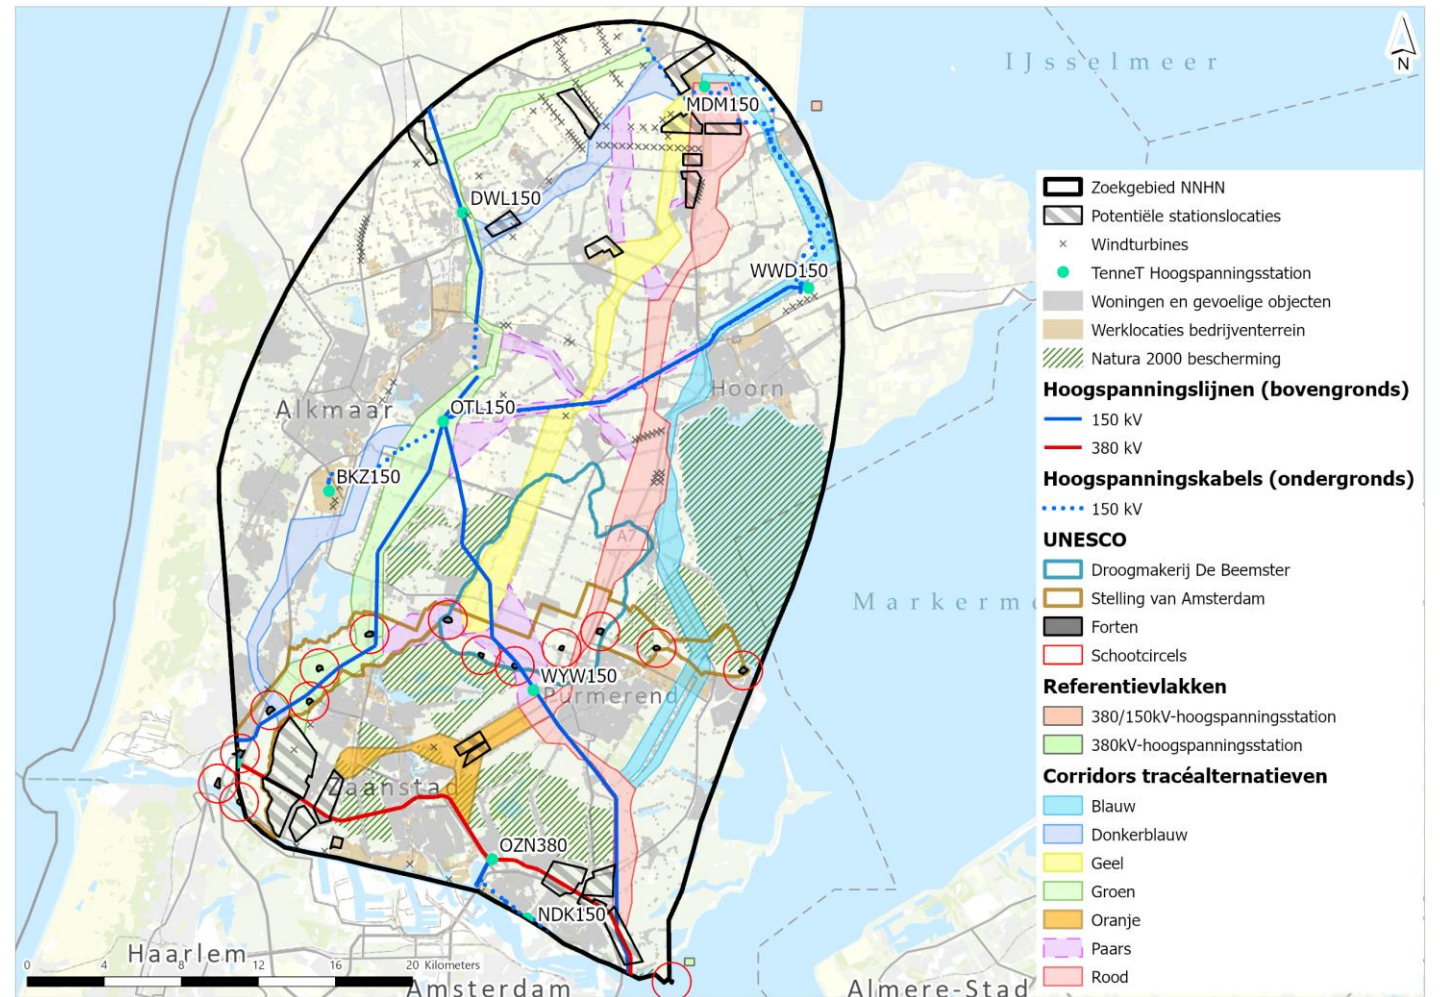 IJsselmeer
N
MDM150
DWL150
WWD150
Hoorn
Alkmaar
OTL150
BKZ150
A7
WYW150
Purmerend
Zaanstad
OZN380
NDK150
Haarlem
Amsterdam
Almere-Stad
0 4 8 12 16 20 Kilometers
Zoekgebied NNHN
Potentiële stationslocaties
Windturbines
TenneT Hoogspanningsstation
Woningen en gevoelige objecten
Werklocaties bedrijventerrein
Natura 2000 bescherming
Hoogspanningslijnen (bovengronds)
150 kV
380 kV
Hoogspanningskabels (ondergronds)
150 kV
UNESCO
Droogmakerij De Beemster
Stelling van Amsterdam
Forten
Schootcircels
Referentievlakken
380/150kV-hoogspanningsstation
380kV-hoogspanningsstation
Corridors tracéalternatieven
Blauw
Donkerblauw
Geel
Groen
Oranje
Paars
Rood